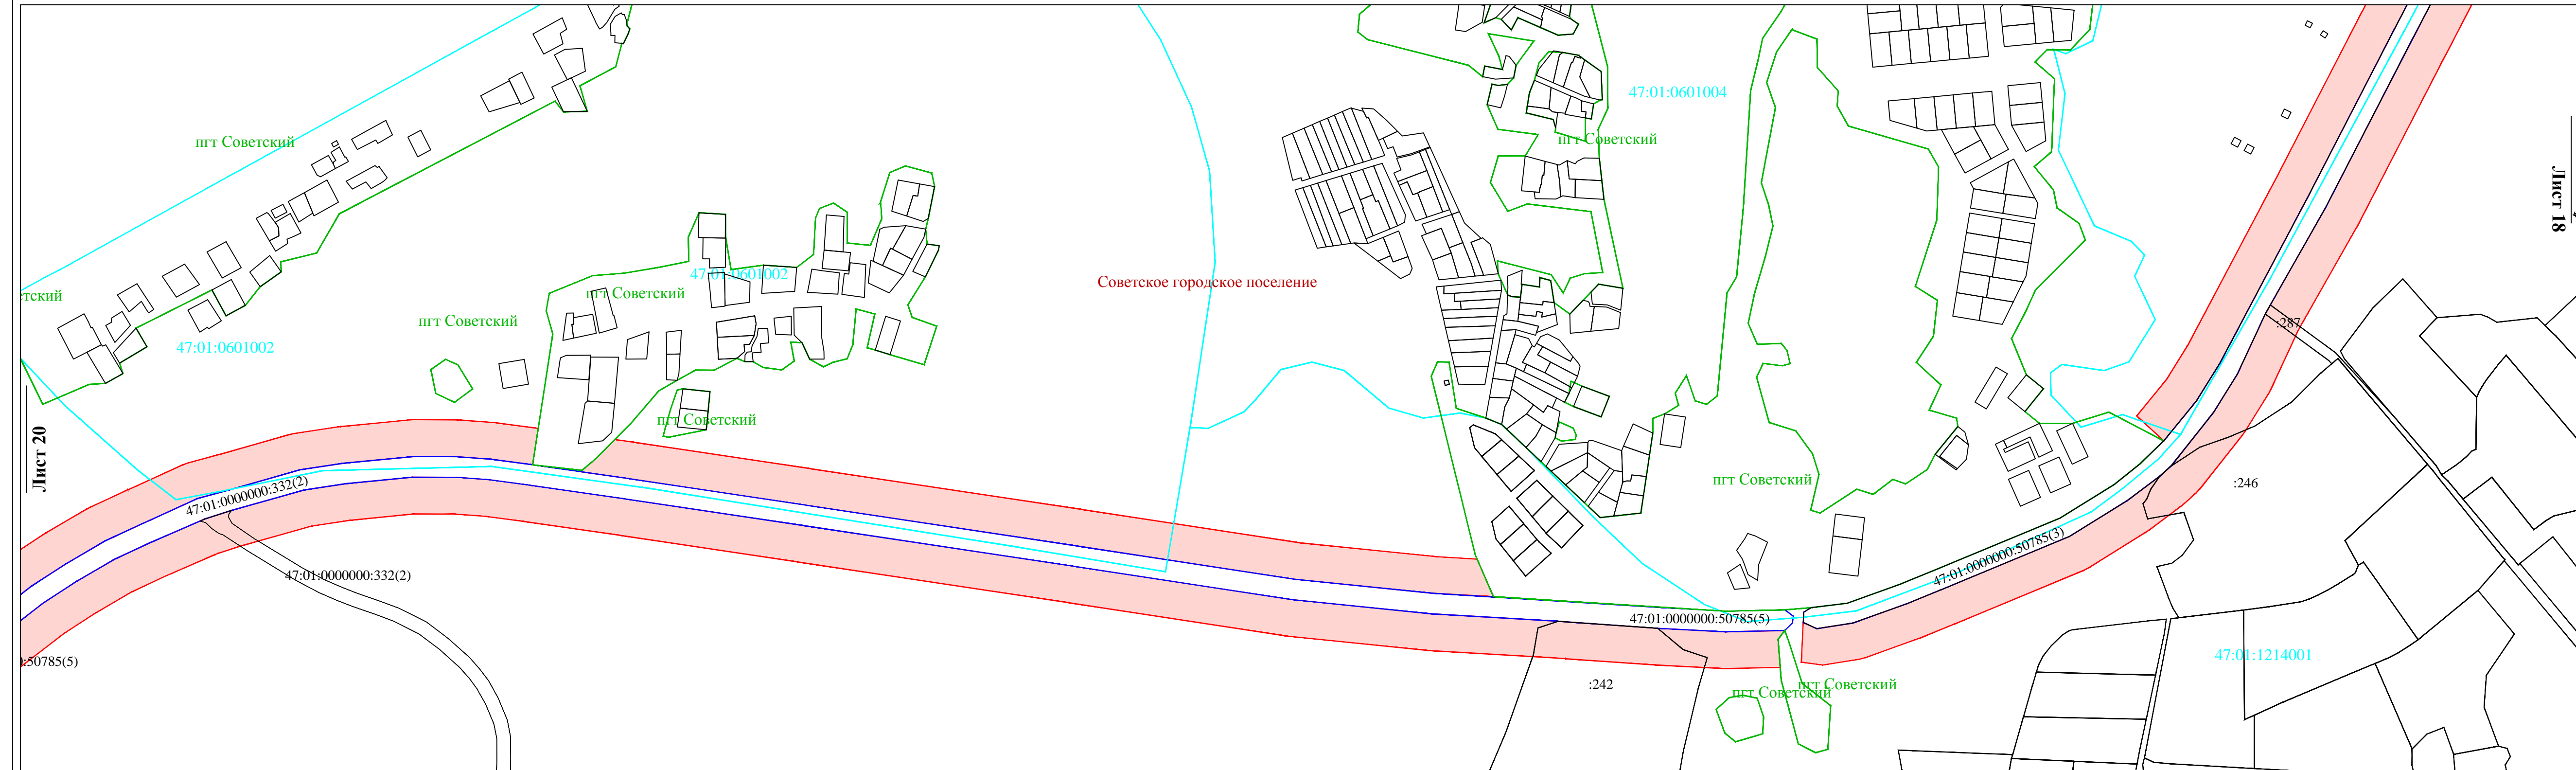 47:01:0601004
пгт Советский
пгт Советский
Лист 18
47:01:0601002
Советское городское поселение
тский
пгт Советский
пгт Советский
:287
47:01:0601002
пгт Советский
Лист 20
пгт Советский
:246
47:01:0000000:332(2)
47:01:0000000:50785(3)
47:01:0000000:332(2)
47:01:0000000:50785(5)
:50785(5)
47:01:1214001
:242
пгт Советский
пгт Советский